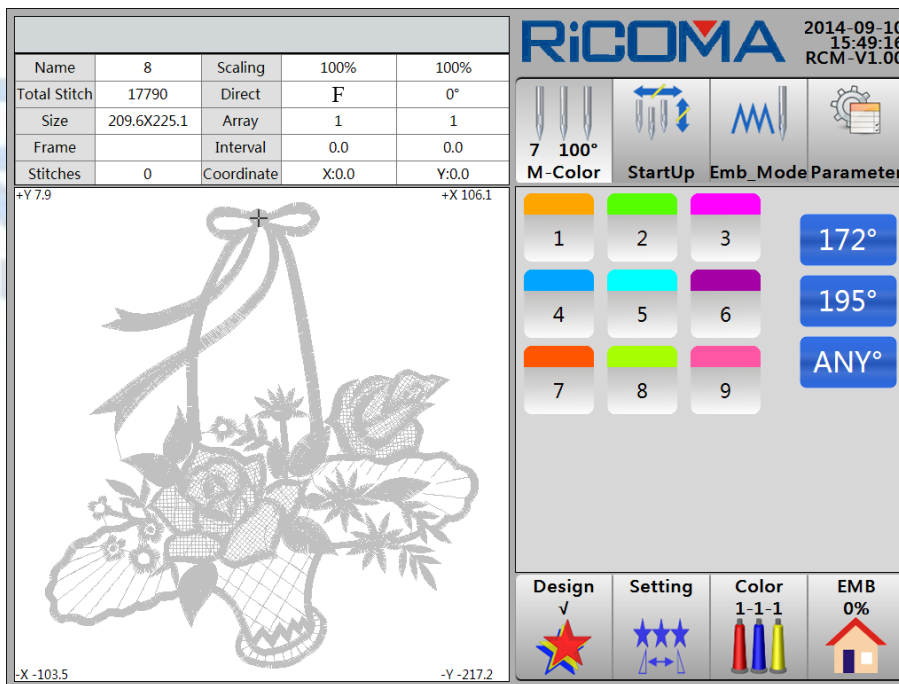 RiCOMA
2014-09-10
15:49:16
RCM-V1.00
Name 8 Scaling 100% 100%
Total Stitch 17790 Direct F 0°
Size 209.6X225.1 Array 1 1
Frame Interval 0.0 0.0
Stitches 0 Coordinate X:0.0 Y:0.0
7 100°
M-Color StartUp Emb_Mode Parameter
+Y 7.9 +X 106.1
1 2 3 172°
4 5 6 195°
7 8 9 ANY°
-X -103.5 -Y -217.2
Design Setting Color EMB
√ 1-1-1 0%